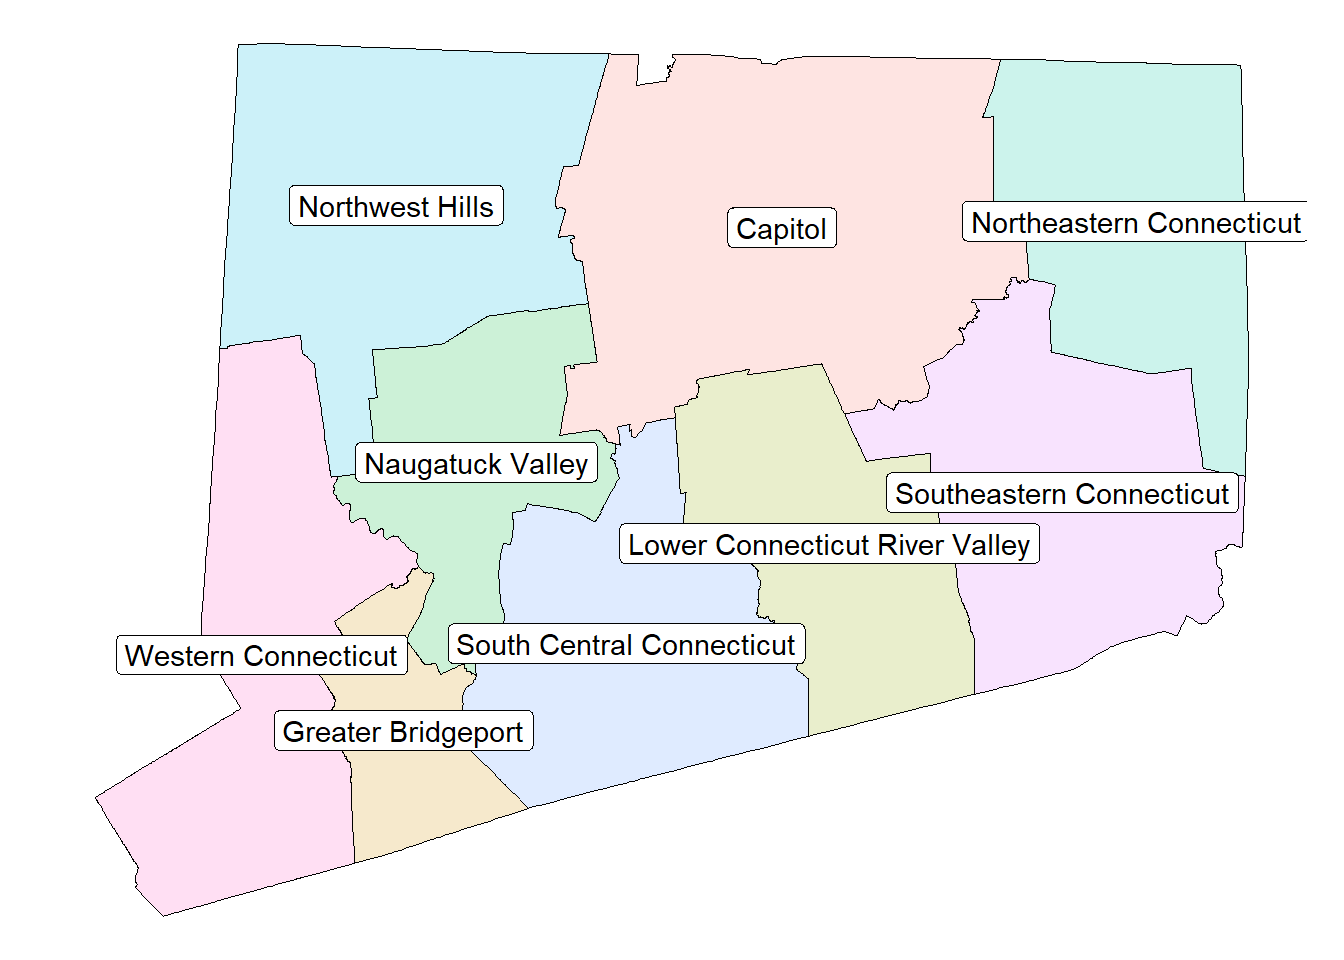 Northwest Hills
Capitol
Northeastern Connecticut
Naugatuck Valley
Southeastern Connecticut
Lower Connecticut River Valley
South Central Connecticut
Western Connecticut
Greater Bridgeport